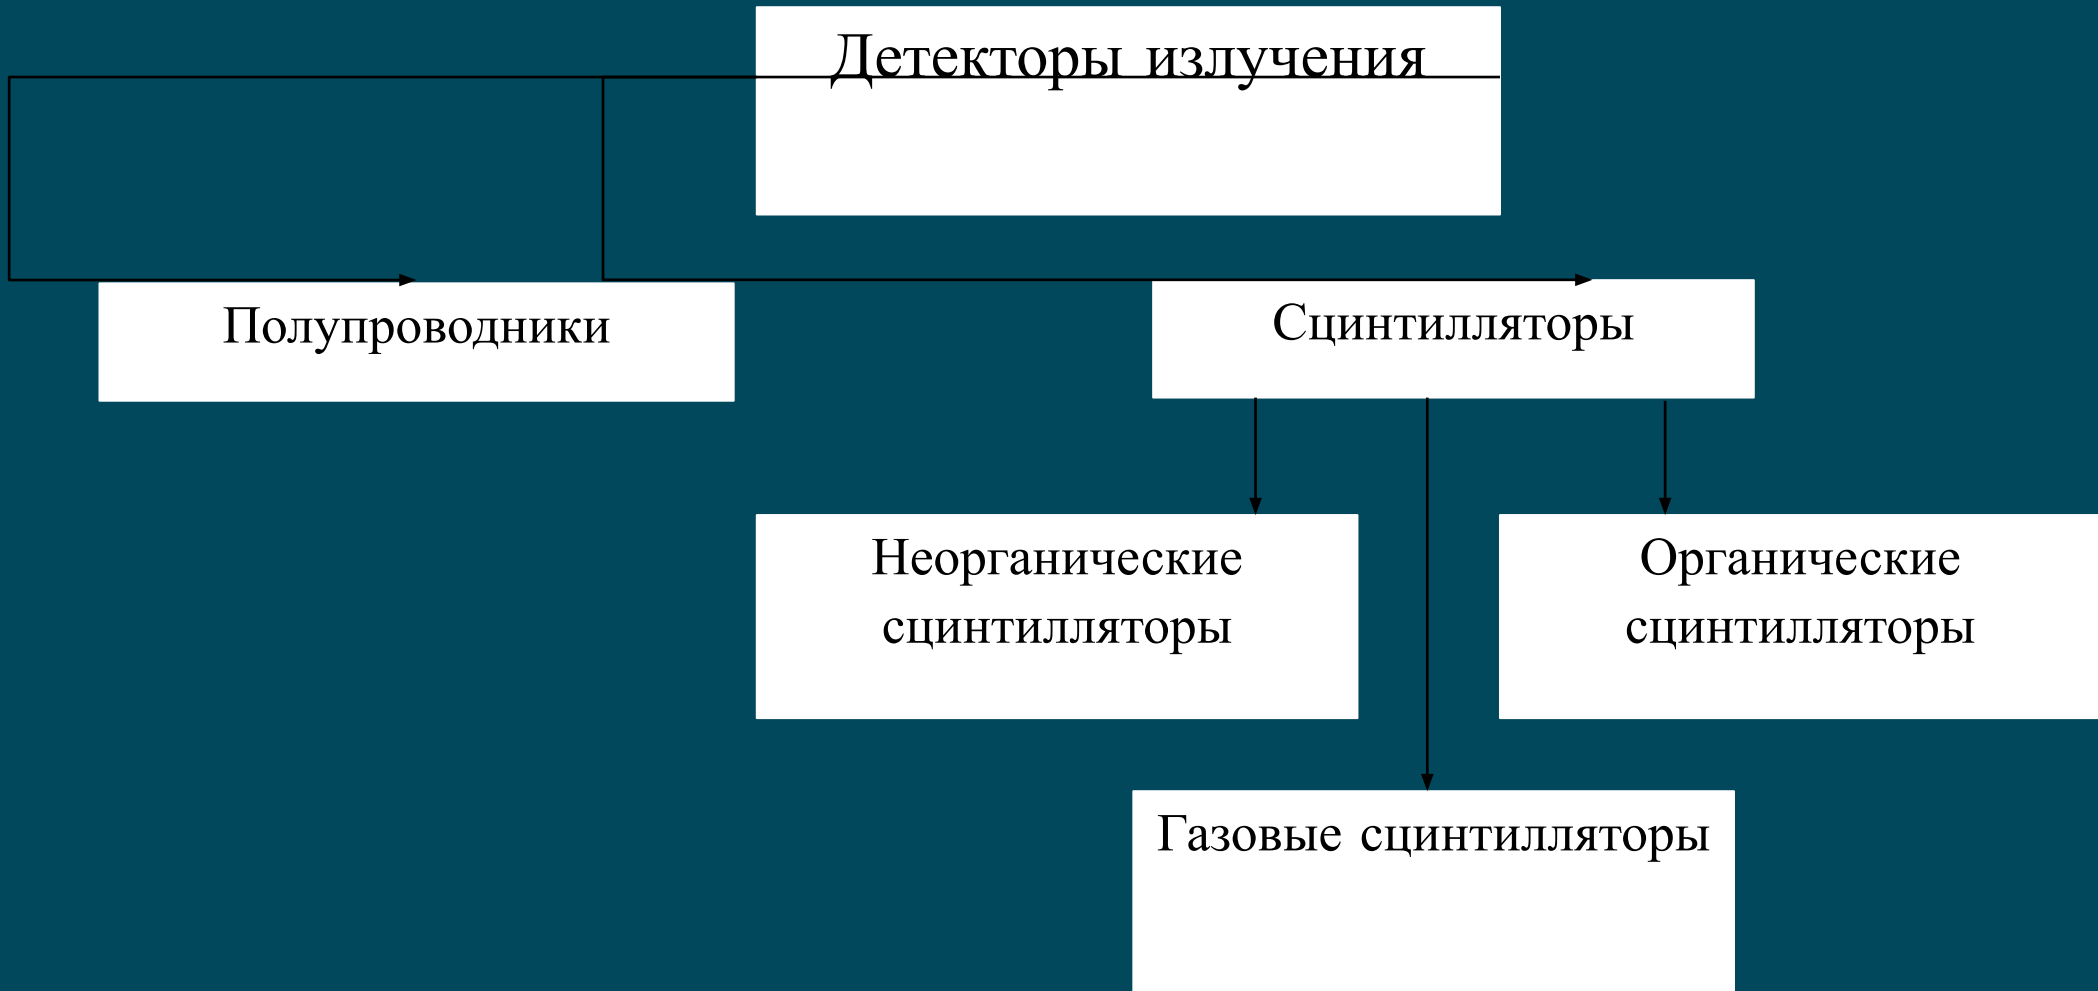 Детекторы излучения
Полупроводники
Сцинтилляторы
Неорганические
сцинтилляторы
Органические
сцинтилляторы
Газовые сцинтилляторы